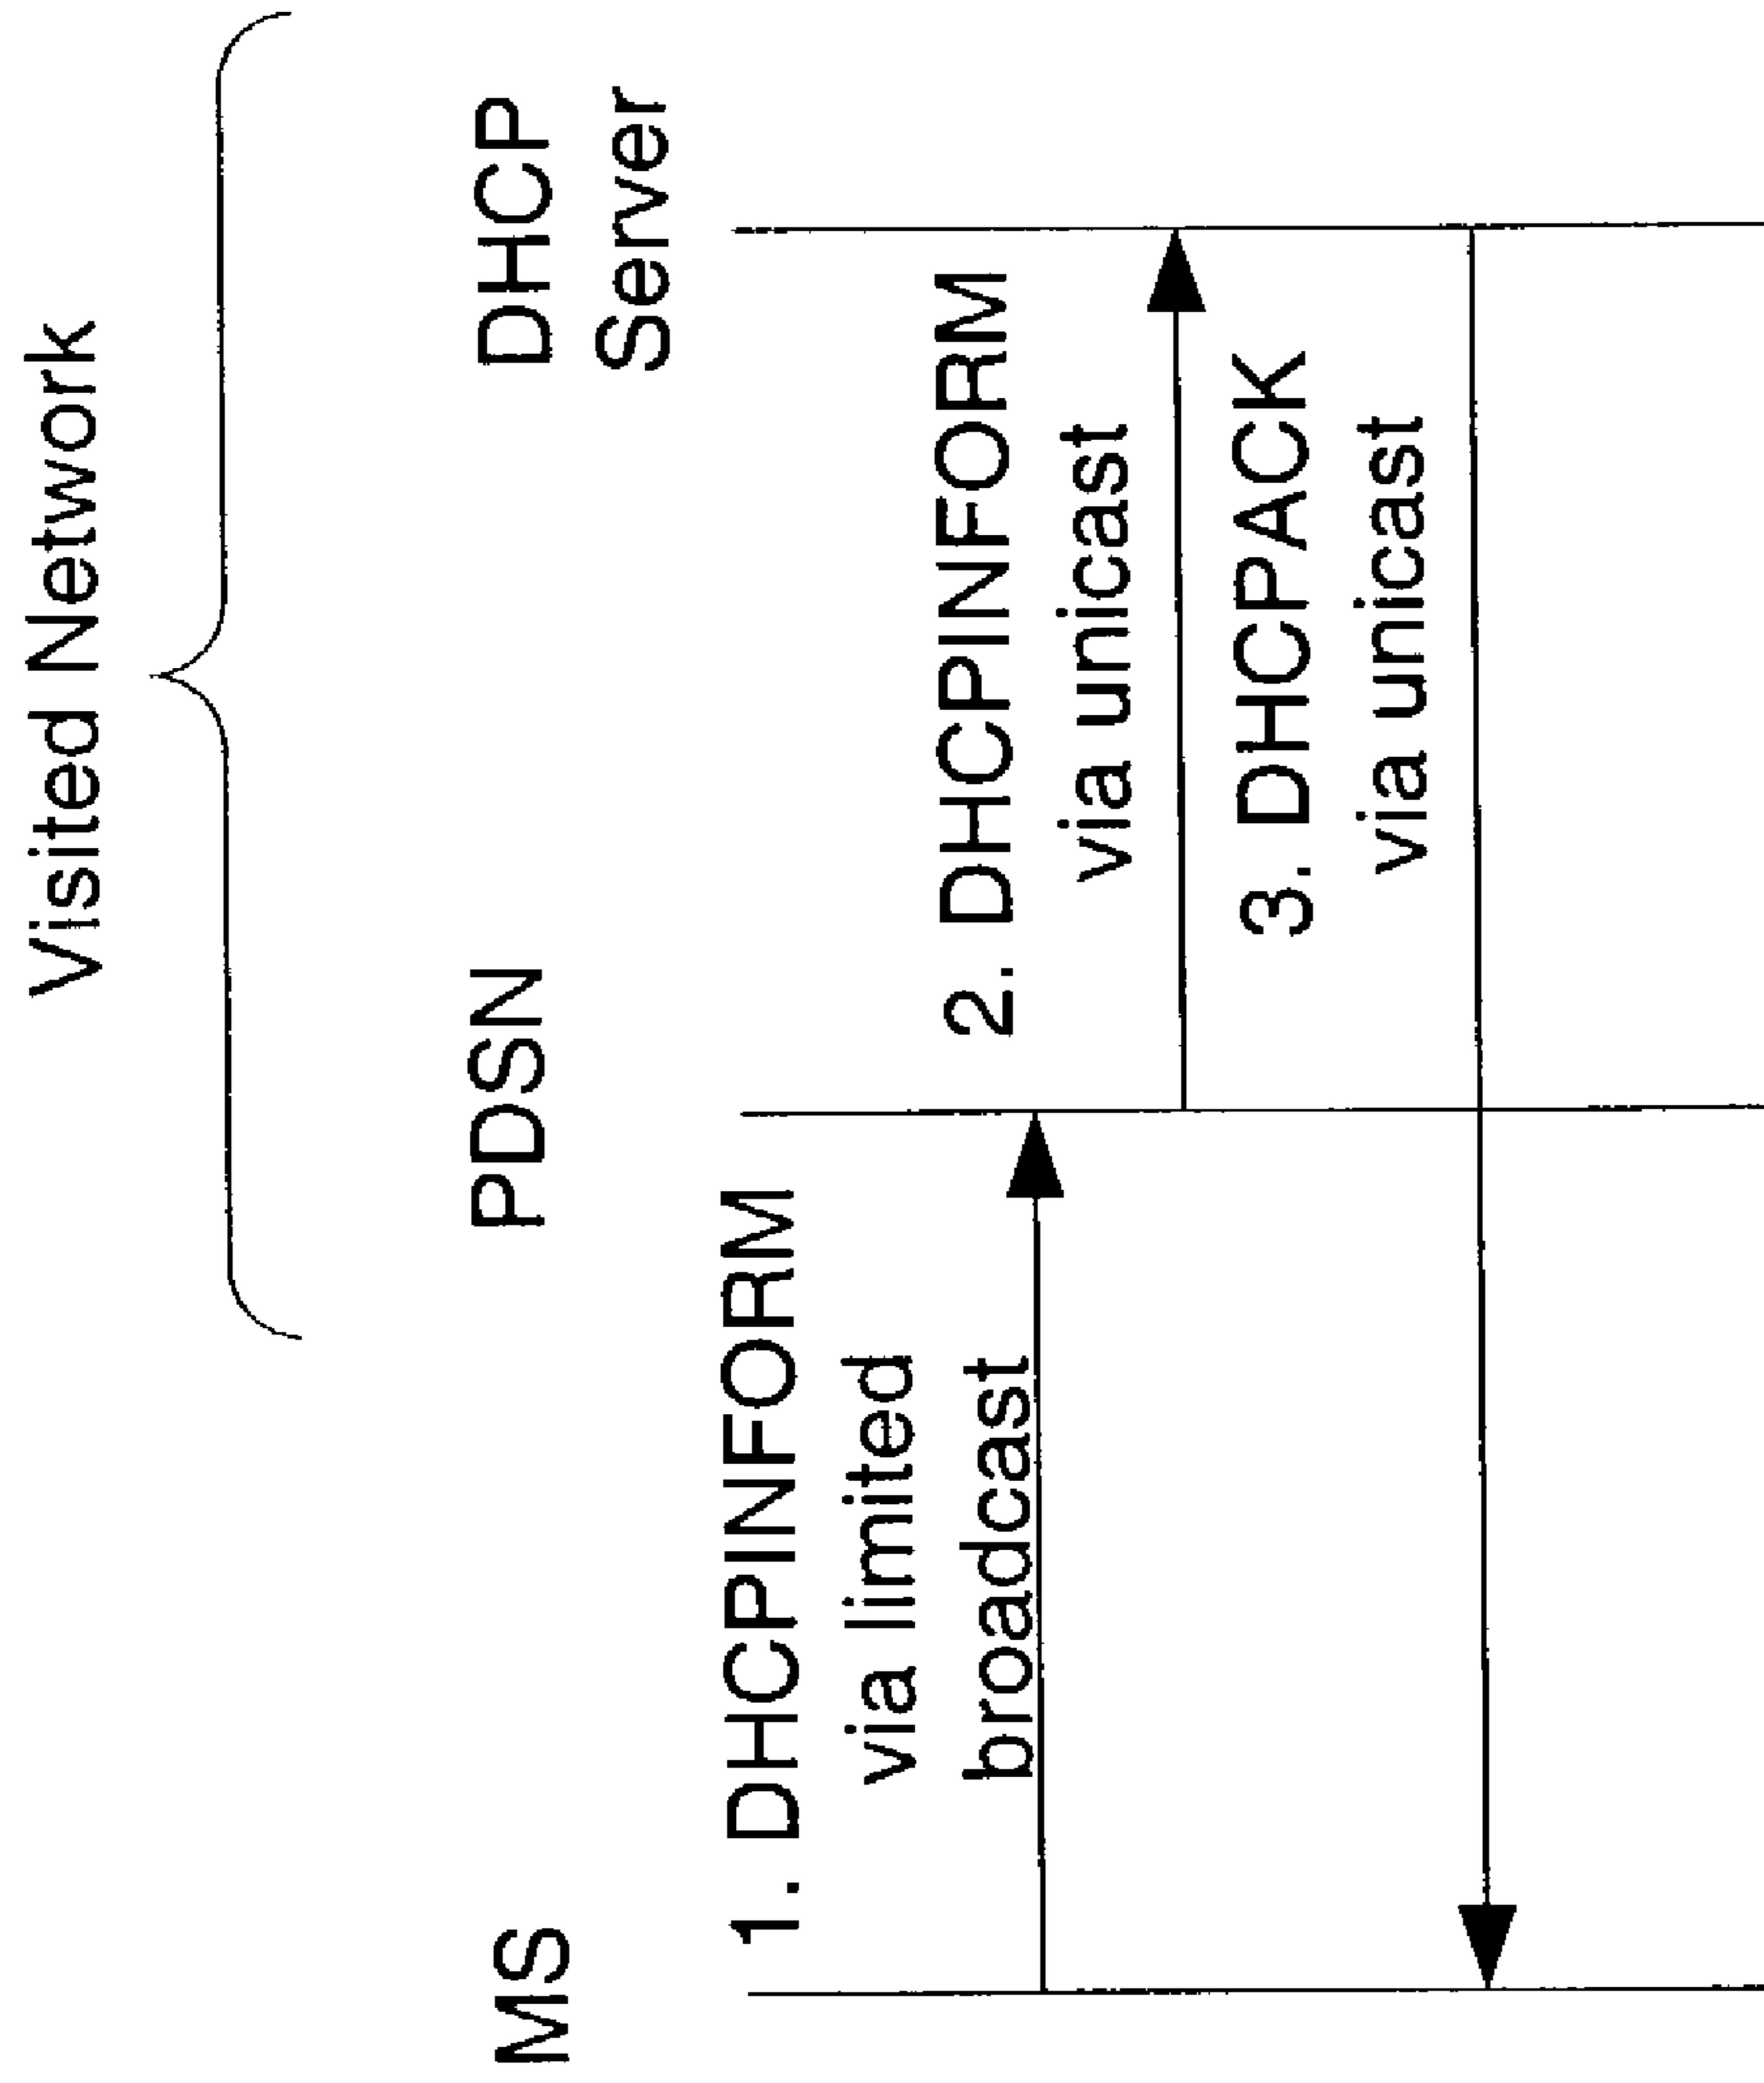 Visited Network
MS
PDSN
DHCP
Server
1. DHCPINFORM
via limited
broadcast
2. DHCPINFORM
via unicast
3. DHCPACK
via unicast